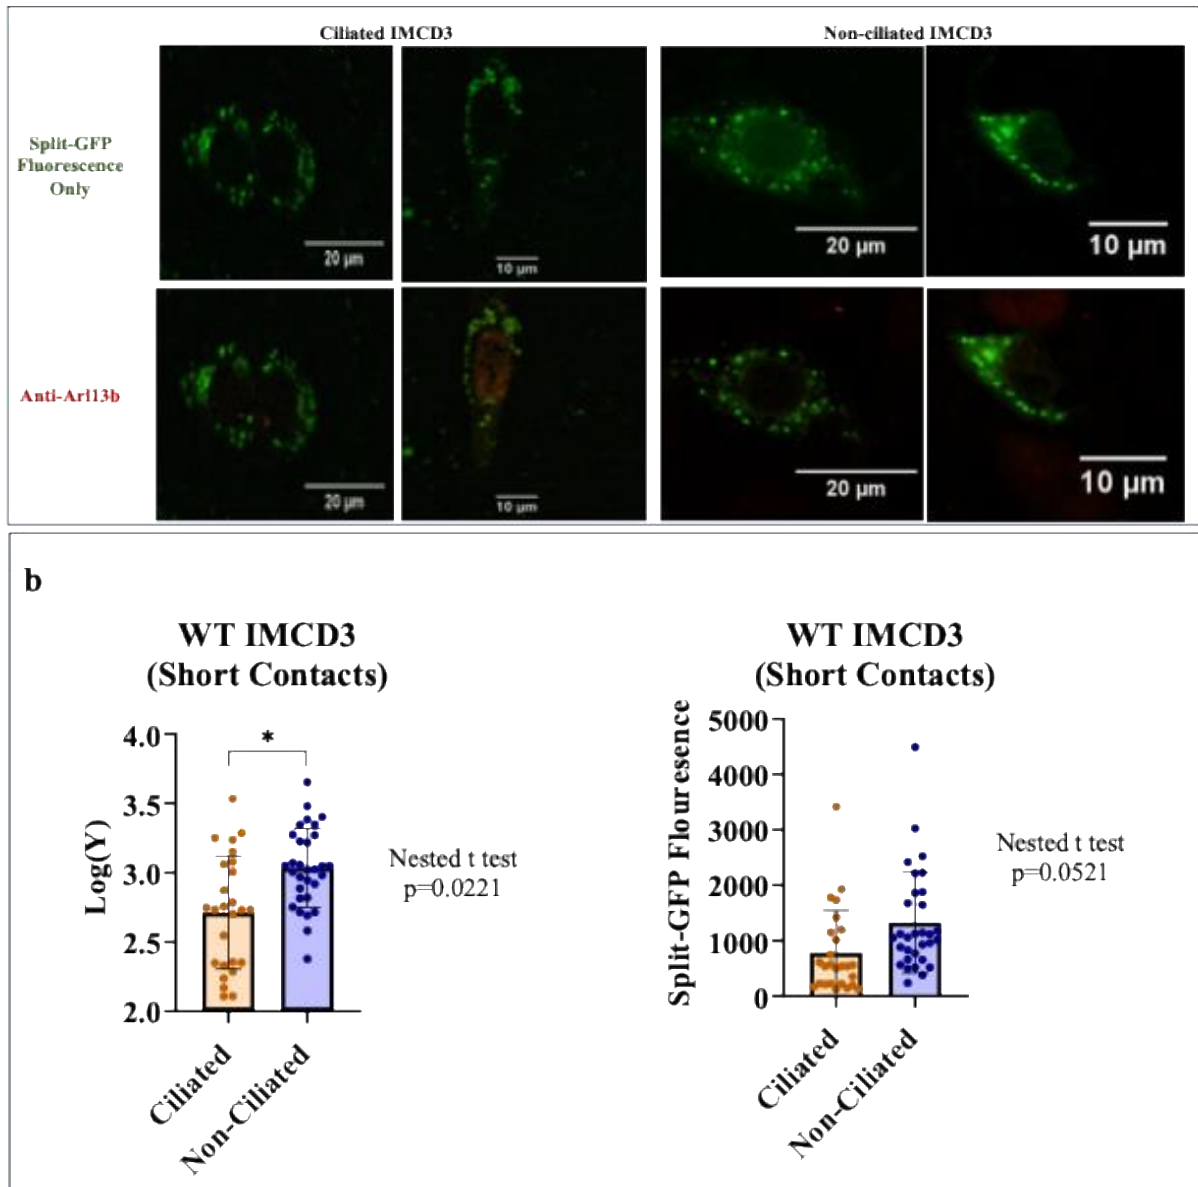 Ciliated IMCD3
Non-ciliated IMCD3
Split-GFP
Fluorescence
Only
20 µm
10 µm
20 µm
10 µm
Anti-Arl13b
20 µm
10 µm
20 µm
10 µm
b
WT IMCD3
(Short Contacts)
4.0
3.5
3.0
2.5
2.0
Log(Y)
*
Nested t test
p=0.0221
Ciliated
Non-Ciliated
WT IMCD3
(Short Contacts)
5000
4000
3000
2000
1000
0
Split-GFP Flouresence
Nested t test
p=0.0521
Ciliated
Non-Ciliated